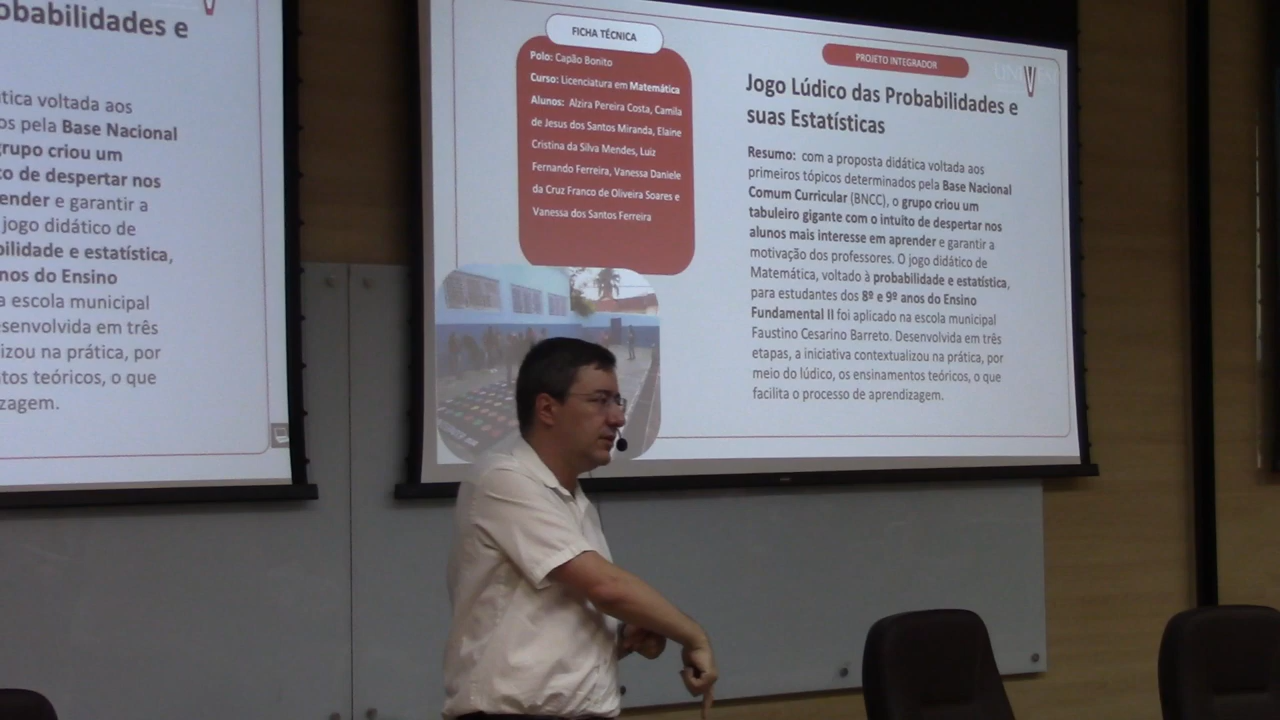 obabilidades e
tica voltada aos
os pela Base Nacional
grupo criou um
to de despertar nos
ender e garantir a
jogo didático de
bilidade e estatística,
nos do Ensino
a escola municipal
esenvolvida em três
izou na prática, por
tos teóricos, o que
zagem.
FICHA TÉCNICA
Polo: Capão Bonito
Curso: Licenciatura em Matemática
Alunos: Alzira Pereira Costa, Camila
de Jesus dos Santos Miranda, Elaine
Cristina da Silva Mendes, Luiz
Fernando Ferreira, Vanessa Daniele
da Cruz Franco de Oliveira Soares e
Vanessa dos Santos Ferreira
PROJETO INTEGRADOR
UNIVESP
Jogo Lúdico das Probabilidades e
suas Estatísticas
Resumo: com a proposta didática voltada aos
primeiros tópicos determinados pela Base Nacional
Comum Curricular (BNCC), o grupo criou um
tabuleiro gigante com o intuito de despertar nos
alunos mais interesse em aprender e garantir a
motivação dos professores. O jogo didático de
Matemática, voltado à probabilidade e estatística,
para estudantes dos 8º e 9º anos do Ensino
Fundamental II foi aplicado na escola municipal
Faustino Cesarino Barreto. Desenvolvida em três
etapas, a iniciativa contextualizou na prática, por
meio do lúdico, os ensinamentos teóricos, o que
facilita o processo de aprendizagem.